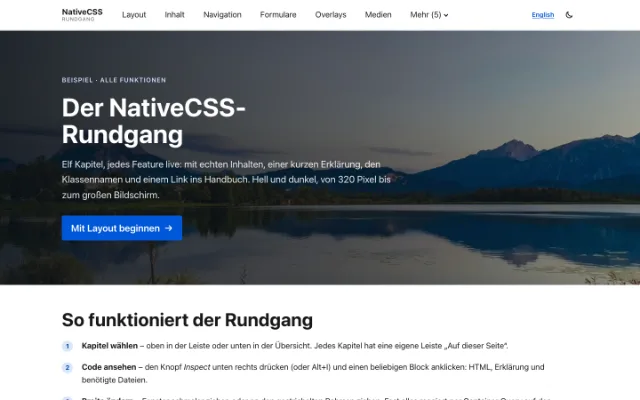 NativeCSS
RUNDGANG
Layout Inhalt Navigation Formulare Overlays Medien Mehr (5)
English
BEISPIEL · ALLE FUNKTIONEN
Der NativeCSS-
Rundgang
Elf Kapitel, jedes Feature live: mit echten Inhalten, einer kurzen Erklärung, den
Klassennamen und einem Link ins Handbuch. Hell und dunkel, von 320 Pixel bis
zum großen Bildschirm.
Mit Layout beginnen →
So funktioniert der Rundgang
1 Kapitel wählen – oben in der Leiste oder unten in der Übersicht. Jedes Kapitel hat eine eigene Leiste „Auf dieser Seite“.
2 Code ansehen – den Knopf Inspect unten rechts drücken (oder Alt+I) und einen beliebigen Block anklicken: HTML, Erklärung und
benötigte Dateien.